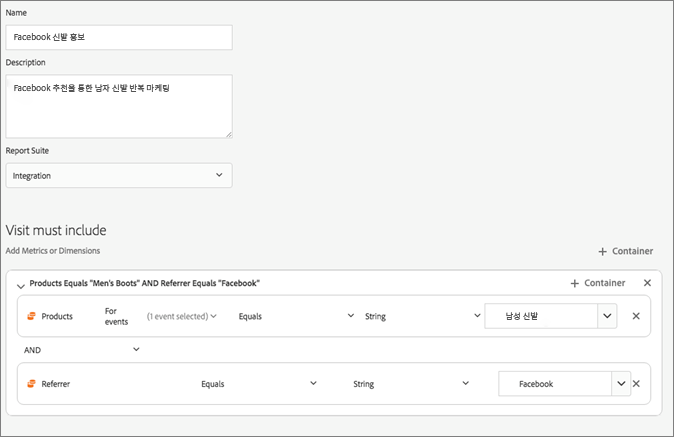 Name
Facebook 신발 홍보
Description
Facebook 추천을 통한 남자 신발 반복 마케팅
Report Suite
Integration
Visit must include
Add Metrics or Dimensions
+ Container
Products Equals "Men's Boots" AND Referrer Equals "Facebook"
+ Container
Products
For
events
(1 event selected)
Equals
String
남성 신발
AND
Referrer
Equals
String
Facebook